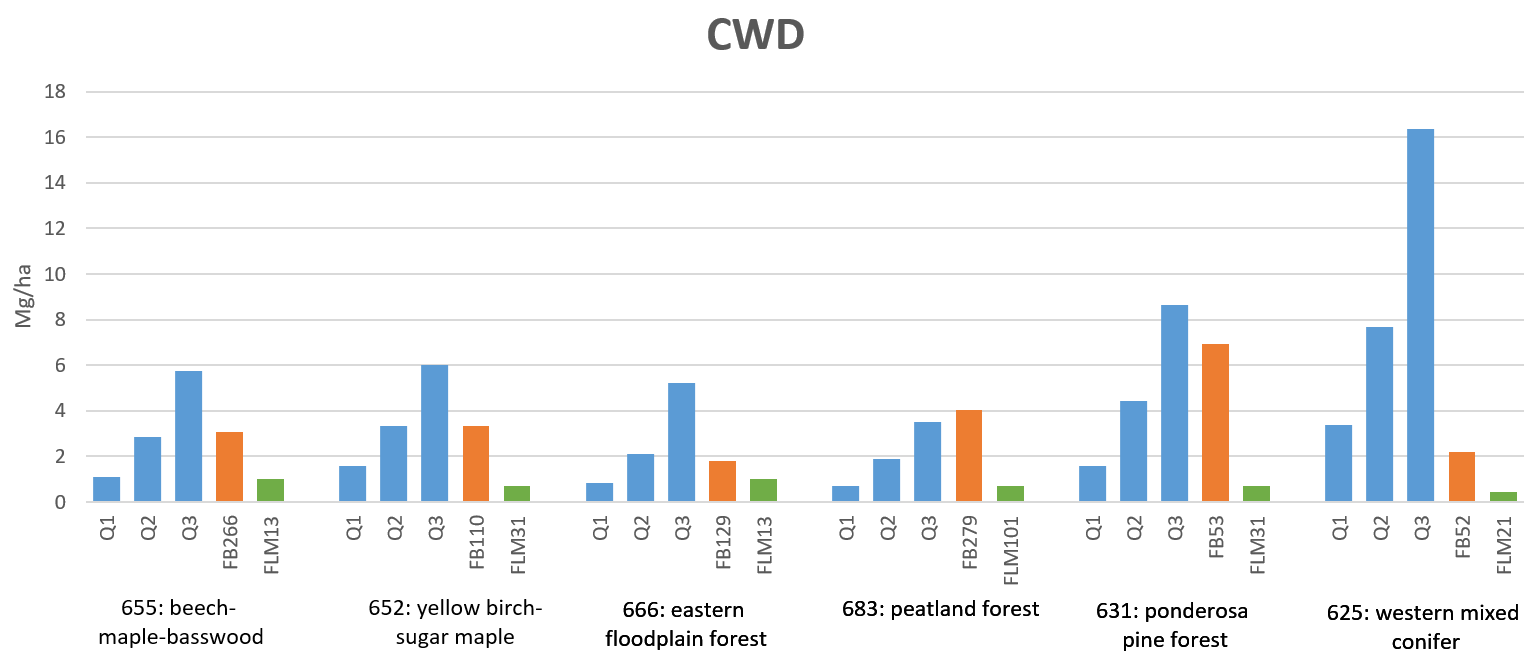 CWD
18
16
14
12
10
8
6
4
2
0
Mg/ha
Q1
Q2
Q3
FB266
FLM13
Q1
Q2
Q3
FB110
FLM31
Q1
Q2
Q3
FB129
FLM13
Q1
Q2
Q3
FB279
FLM101
Q1
Q2
Q3
FB53
FLM31
Q1
Q2
Q3
FB52
FLM21
655: beech-
maple-basswood
652: yellow birch-
sugar maple
666: eastern
floodplain forest
683: peatland forest
631: ponderosa
pine forest
625: western mixed
conifer